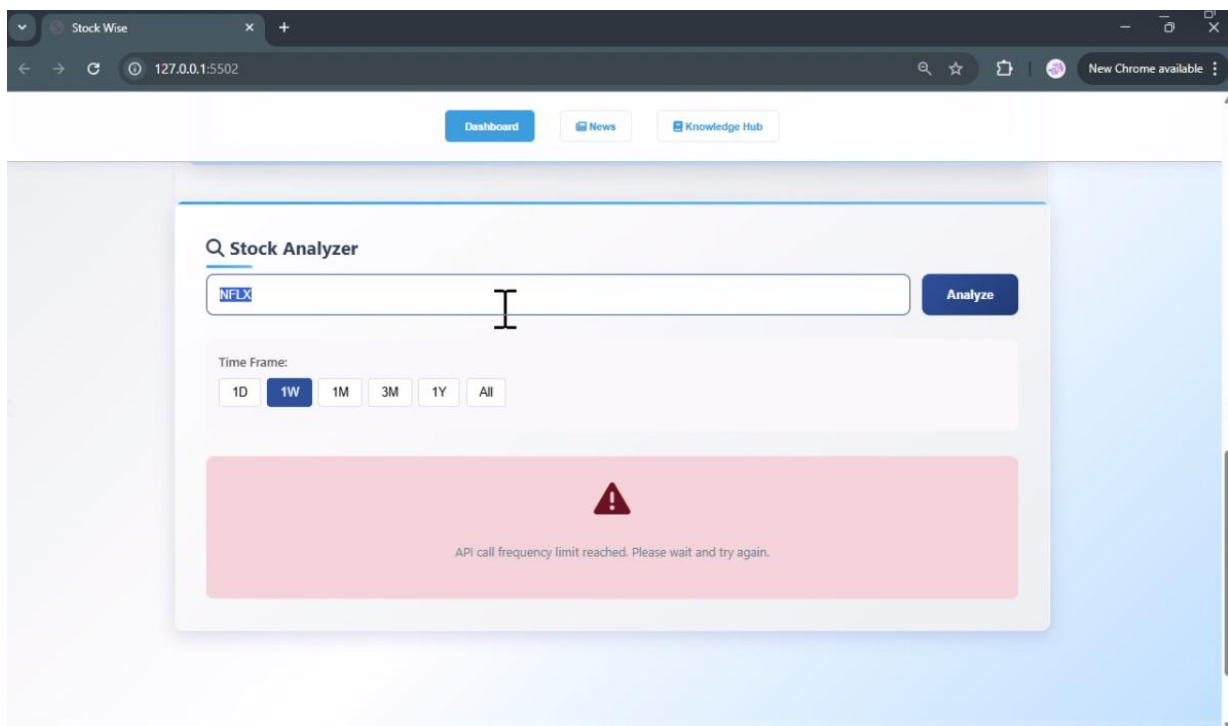 Stock Wise
127.0.0.1:5502
New Chrome available
Dashboard
News
Knowledge Hub
Stock Analyzer
NFLX
Analyze
Time Frame:
1D 1W 1M 3M 1Y All
API call frequency limit reached. Please wait and try again.